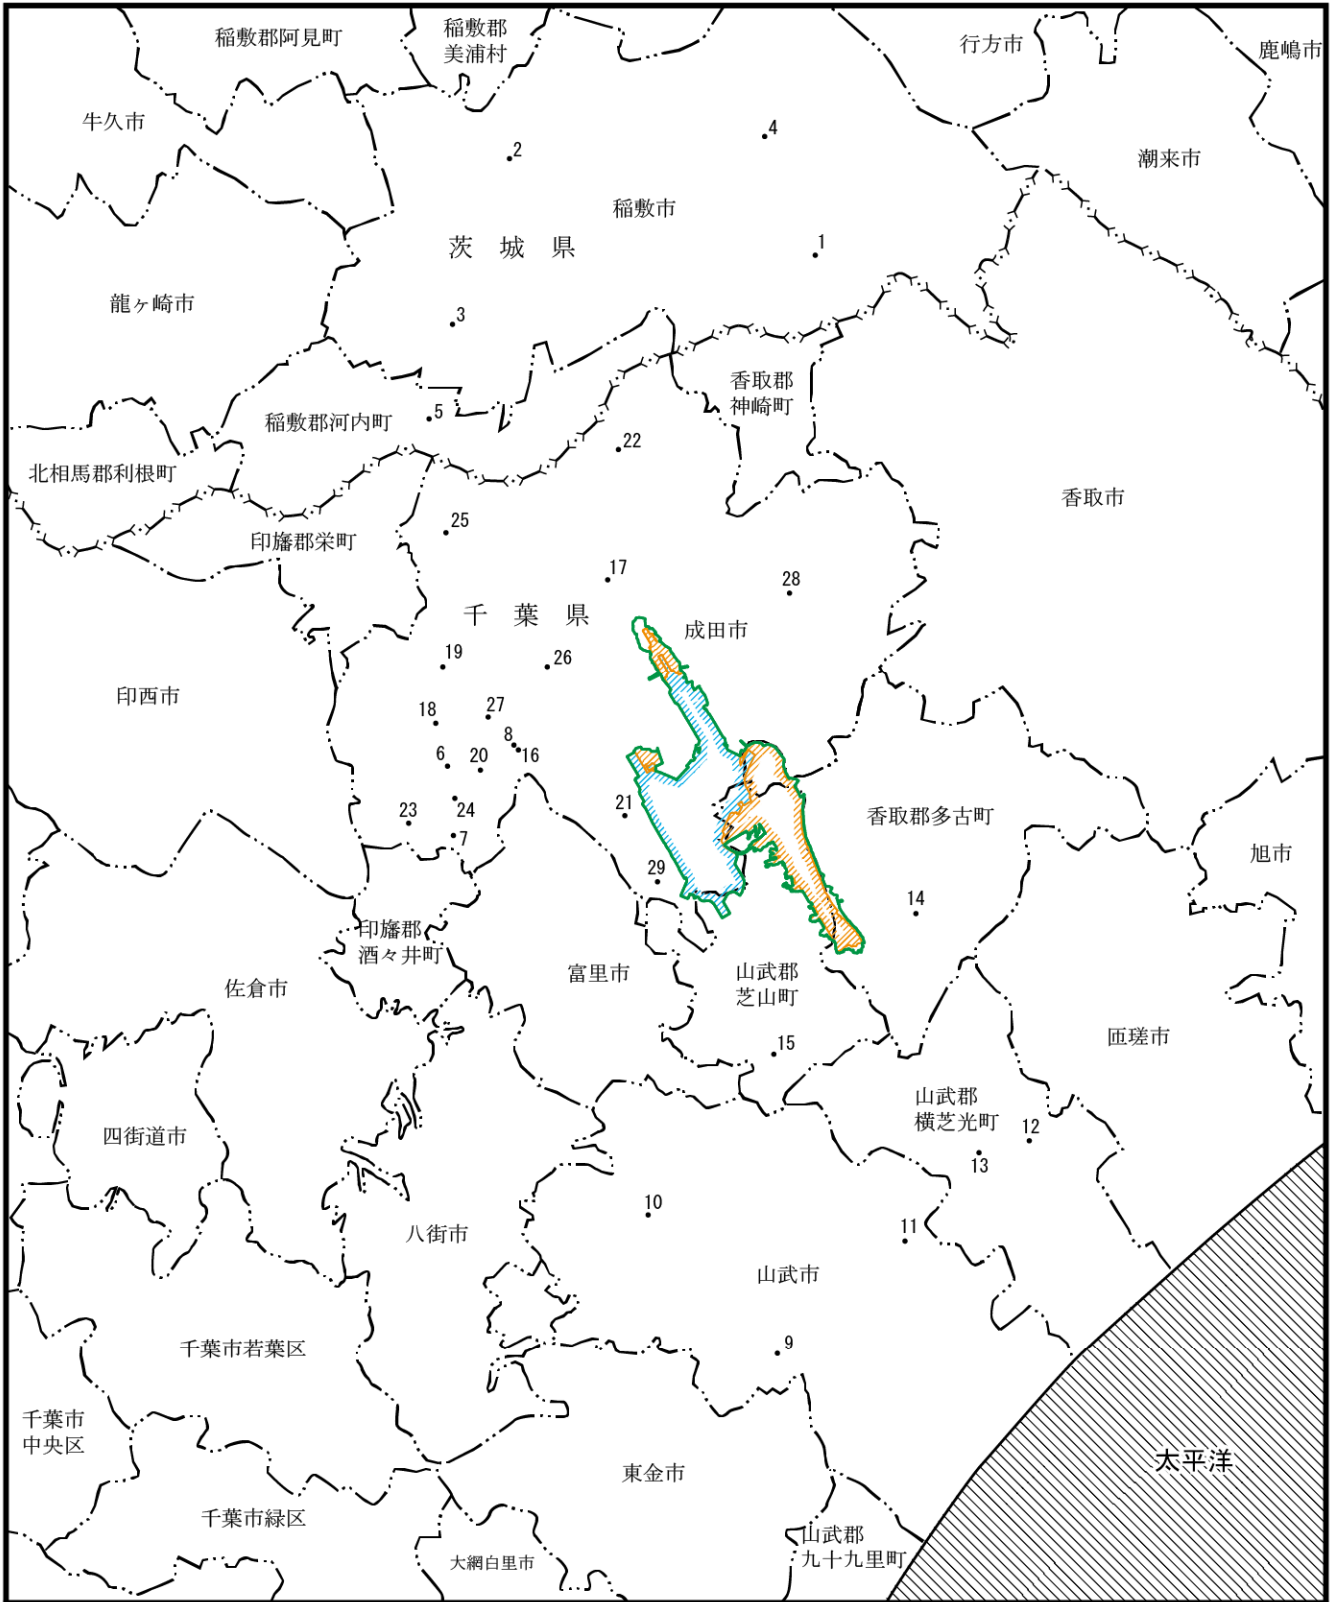 稲敷郡阿見町
稲敷郡
美浦村
行方市
鹿嶋市
牛久市
4
2
潮来市
稲敷市
1
茨城県
龍ヶ崎市
3
香取郡
神崎町
稲敷郡河内町
5
22
北相馬郡利根町
香取市
25
印旛郡栄町
17
28
千葉県
成田市
19
26
印西市
18
27
8
16
6
20
24
21
23
7
香取郡多古町
旭市
29
14
印旛郡
酒々井町
富里市
山武郡
芝山町
佐倉市
15
匝瑳市
山武郡
横芝光町
四街道市
12
13
10
11
八街市
山武市
千葉市若葉区
9
千葉市
中央区
東金市
太平洋
千葉市緑区
山武郡
九十九里町
大網白里市